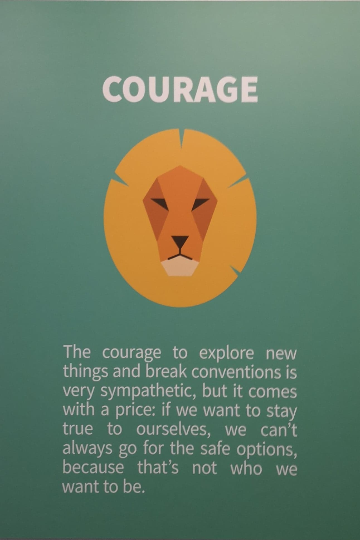 COURAGE
The courage to explore new
things and break conventions is
very sympathetic, but it comes
with a price: if we want to stay
true to ourselves, we can't
always go for the safe options,
because that's not who we
want to be.